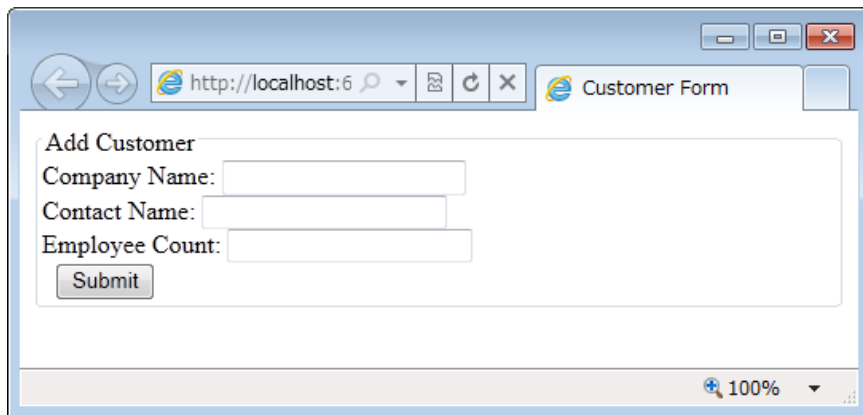 http://localhost:6
Customer Form
Add Customer
Company Name:
Contact Name:
Employee Count:
Submit
100%